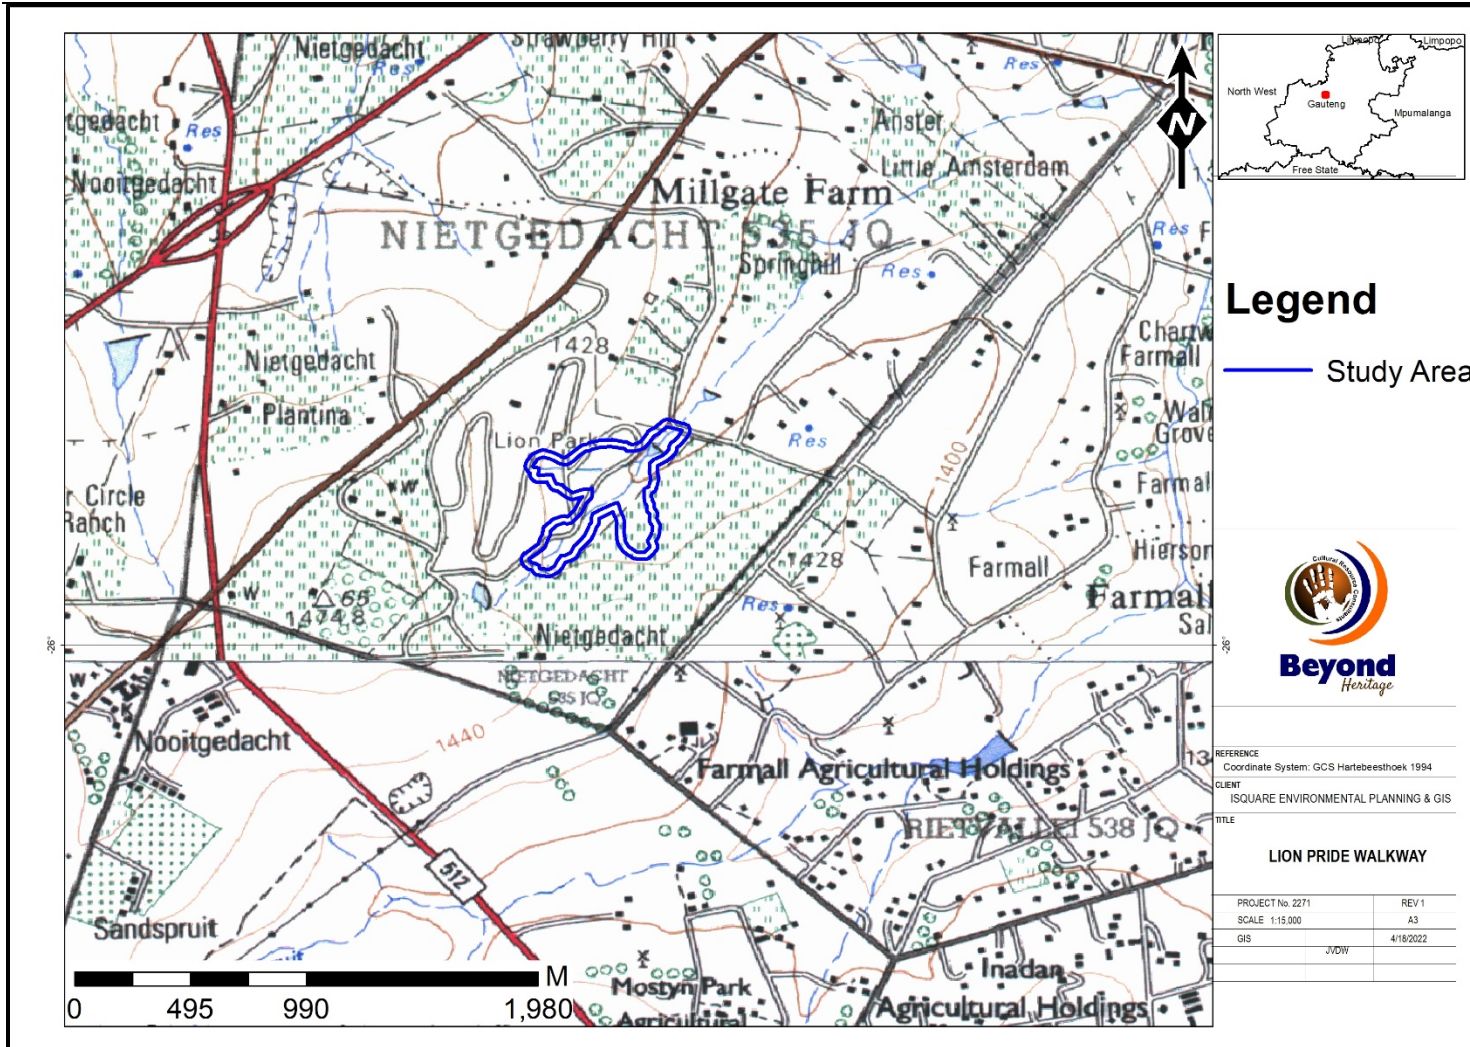 Nietgedacht
Strawberry Hill
Res
Res
tgedacht
Res
Anster
Nooitgedacht
Little Amsterdam
Millgate Farm
NIETGEDACHT 535 JQ
Springhill
Res
Res
1428
Nietgedacht
Chartw
Farmall
Plantina
Lion Park
Res
Grove
1400
W
r Circle
Ranch
Farmal
1428
Farmall
Hierson
W
65
1474.8
Res
Farmall
Sal
Nietgedacht
-26°
-26°
NIETGEDACHT
535 JQ
W
Nooitgedacht
1440
Farmall Agricultural Holdings
13
RIETVALLEI 538 JQ
512
Sandspruit
Mostyn Park
Agricultural
Inadan
Agricultural Holdings
M
0 495 990 1,980
N
Limpopo
Limpopo
North West
Gauteng
Mpumalanga
Free State
Legend
Study Area
Cultural Resource Consultants
Beyond
Heritage
REFERENCE
Coordinate System: GCS Hartebeesthoek 1994
CLIENT
ISQUARE ENVIRONMENTAL PLANNING & GIS
TITLE
LION PRIDE WALKWAY
PROJECT No. 2271 REV 1
SCALE 1:15,000 A3
GIS 4/18/2022
JVDW